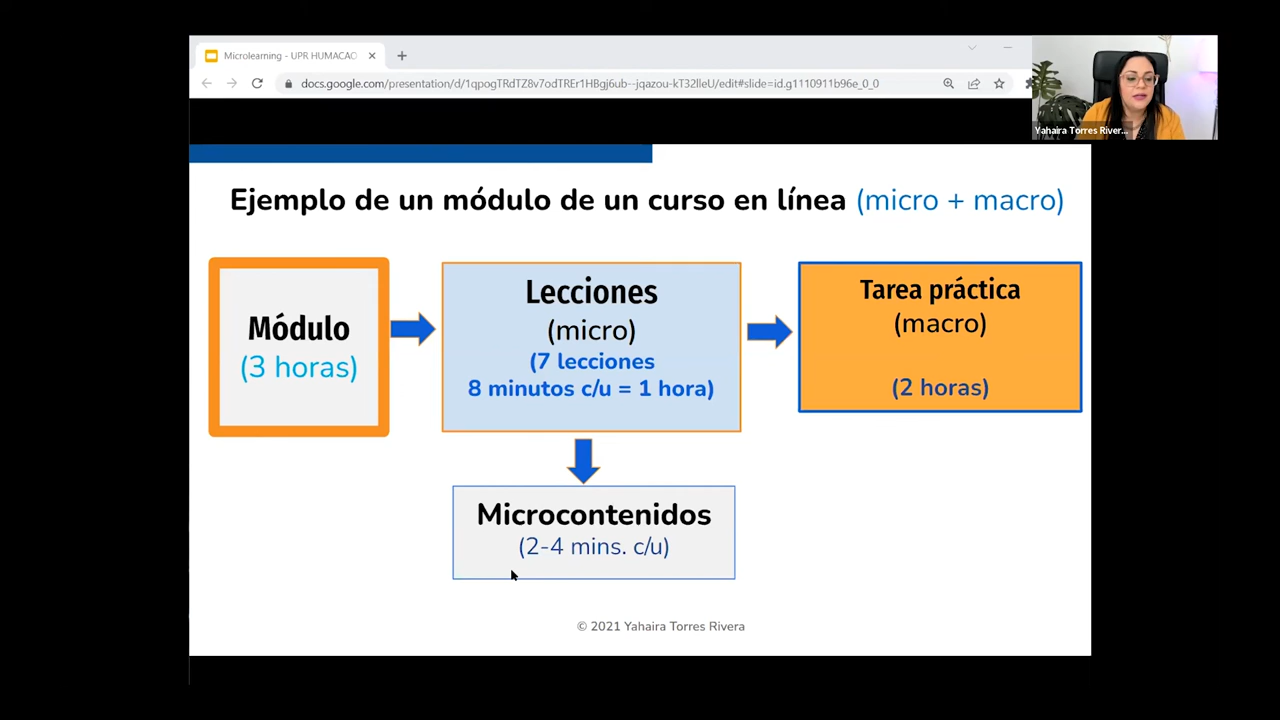 Microlearning - UPR HUMACAO
docs.google.com/presentation/d/1qpogTRdTZ8v7odTREr1HBgj6ub--jqazou-kT32lleU/edit#slide=id.g1110911b96e_0_0
Yahaira Torres River...
Ejemplo de un módulo de un curso en línea (micro + macro)
Módulo
(3 horas)
Lecciones
(micro)
(7 lecciones
8 minutos c/u = 1 hora)
Tarea práctica
(macro)
(2 horas)
Microcontenidos
(2-4 mins. c/u)
© 2021 Yahaira Torres Rivera